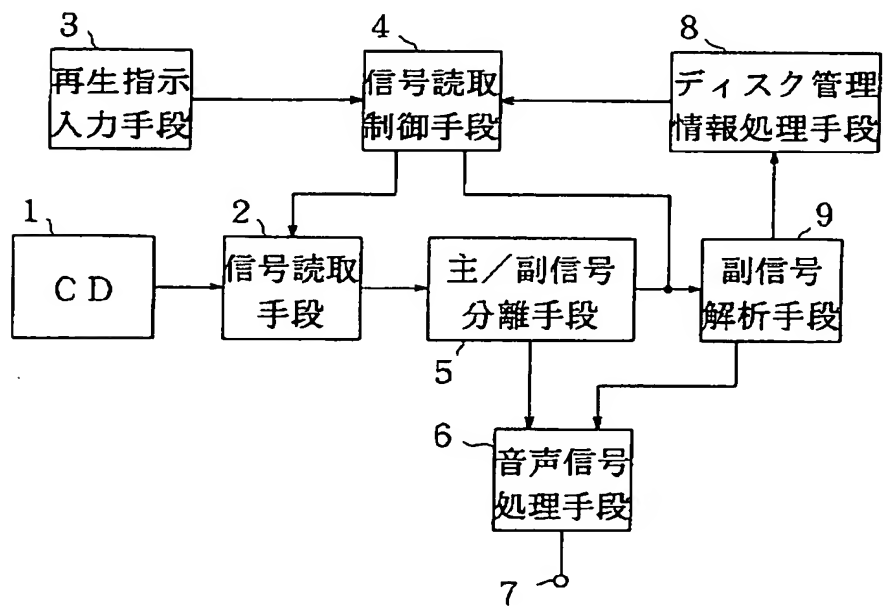 3
再生指示
入力手段
4
信号読取
制御手段
8
ディスク管理
情報処理手段
1
CD
2
信号読取
手段
主／副信号
分離手段
5
9
副信号
解析手段
6
音声信号
処理手段
7